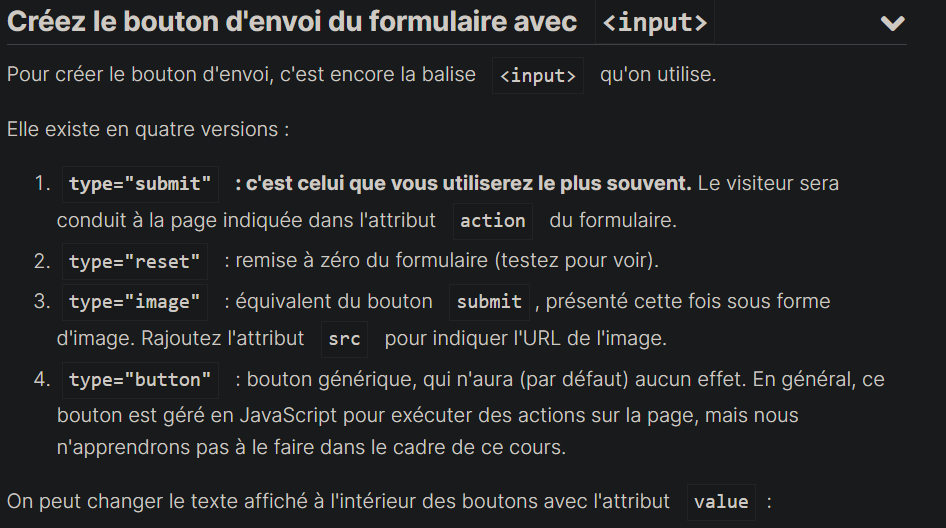 Créez le bouton d'envoi du formulaire avec <input>
Pour créer le bouton d'envoi, c'est encore la balise <input> qu'on utilise.
Elle existe en quatre versions :
1. type="submit" : c'est celui que vous utiliserez le plus souvent. Le visiteur sera
conduit à la page indiquée dans l'attribut action du formulaire.
2. type="reset" : remise à zéro du formulaire (testez pour voir).
3. type="image" : équivalent du bouton submit , présenté cette fois sous forme
d'image. Rajoutez l'attribut src pour indiquer l'URL de l'image.
4. type="button" : bouton générique, qui n'aura (par défaut) aucun effet. En général, ce
bouton est géré en JavaScript pour exécuter des actions sur la page, mais nous
n'apprendrons pas à le faire dans le cadre de ce cours.
On peut changer le texte affiché à l'intérieur des boutons avec l'attribut value :